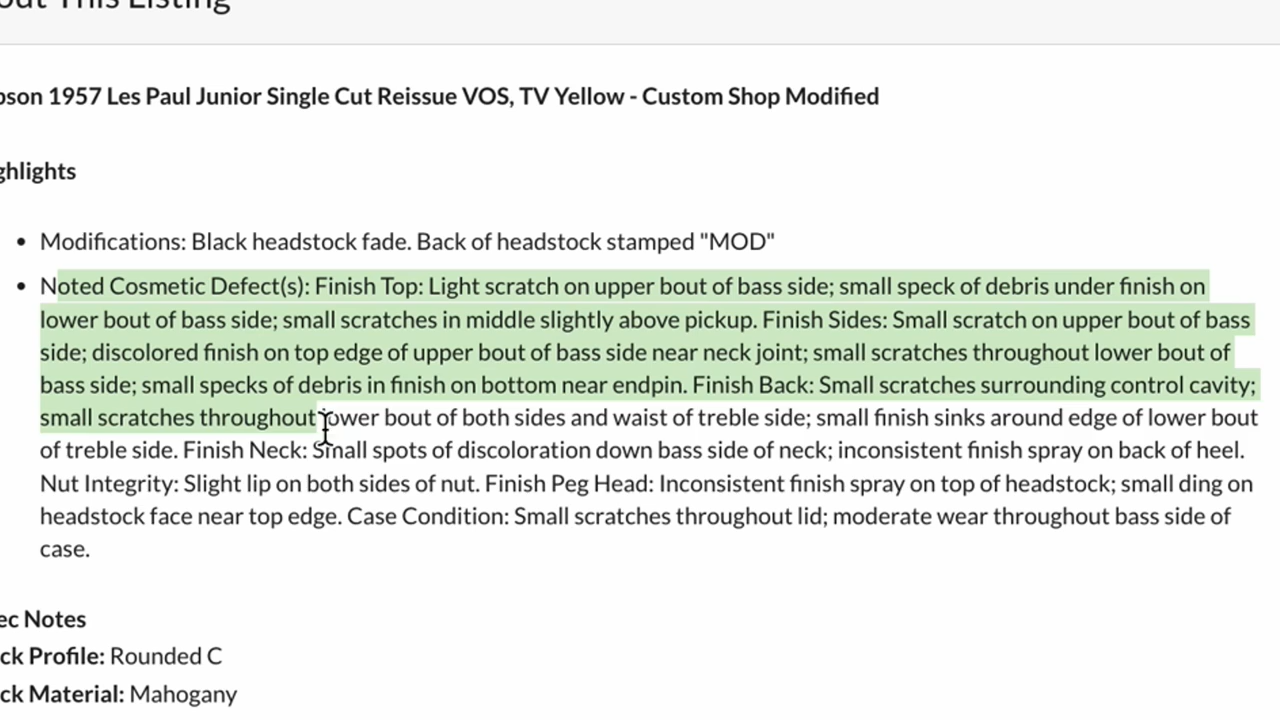 out This Listing
bson 1957 Les Paul Junior Single Cut Reissue VOS, TV Yellow - Custom Shop Modified
ghlights
• Modifications: Black headstock fade. Back of headstock stamped "MOD"
• Noted Cosmetic Defect(s): Finish Top: Light scratch on upper bout of bass side; small speck of debris under finish on
lower bout of bass side; small scratches in middle slightly above pickup. Finish Sides: Small scratch on upper bout of bass
side; discolored finish on top edge of upper bout of bass side near neck joint; small scratches throughout lower bout of
bass side; small specks of debris in finish on bottom near endpin. Finish Back: Small scratches surrounding control cavity;
small scratches throughout lower bout of both sides and waist of treble side; small finish sinks around edge of lower bout
of treble side. Finish Neck: Small spots of discoloration down bass side of neck; inconsistent finish spray on back of heel.
Nut Integrity: Slight lip on both sides of nut. Finish Peg Head: Inconsistent finish spray on top of headstock; small ding on
headstock face near top edge. Case Condition: Small scratches throughout lid; moderate wear throughout bass side of
case.
ec Notes
ck Profile: Rounded C
ck Material: Mahogany